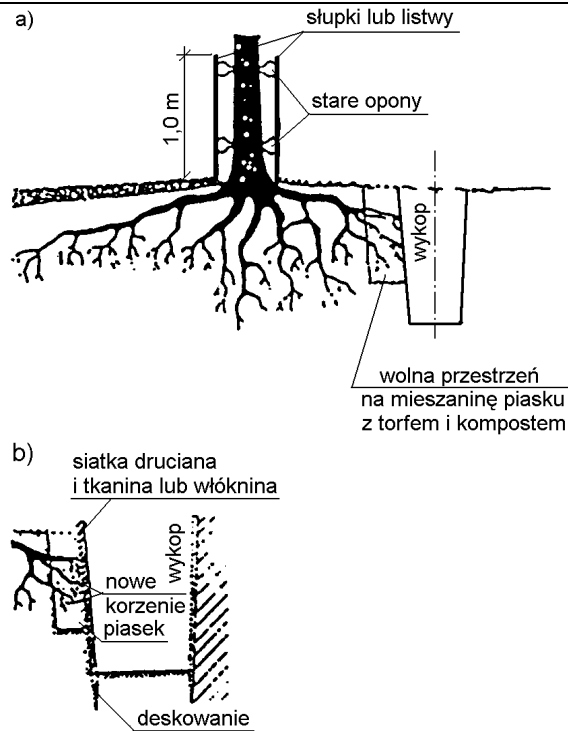 a)
słupki lub listwy
1,0 m
stare opony
wykop
wolna przestrzeń
na mieszaninę piasku
z torfem i kompostem
b)
siatka druciana
i tkanina lub włóknina
wykop
nowe
korzenie
piasek
deskowanie